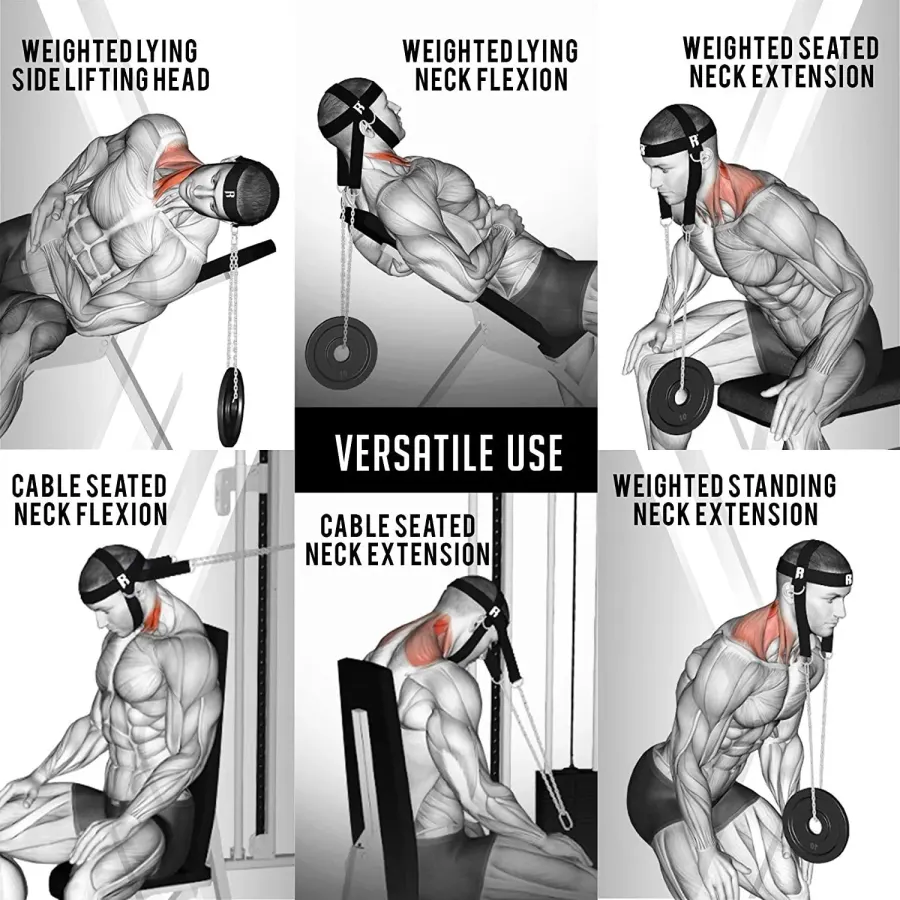 WEIGHTED LYING
SIDE LIFTING HEAD
WEIGHTED LYING
NECK FLEXION
WEIGHTED SEATED
NECK EXTENSION
VERSATILE USE
CABLE SEATED
NECK FLEXION
CABLE SEATED
NECK EXTENSION
WEIGHTED STANDING
NECK EXTENSION